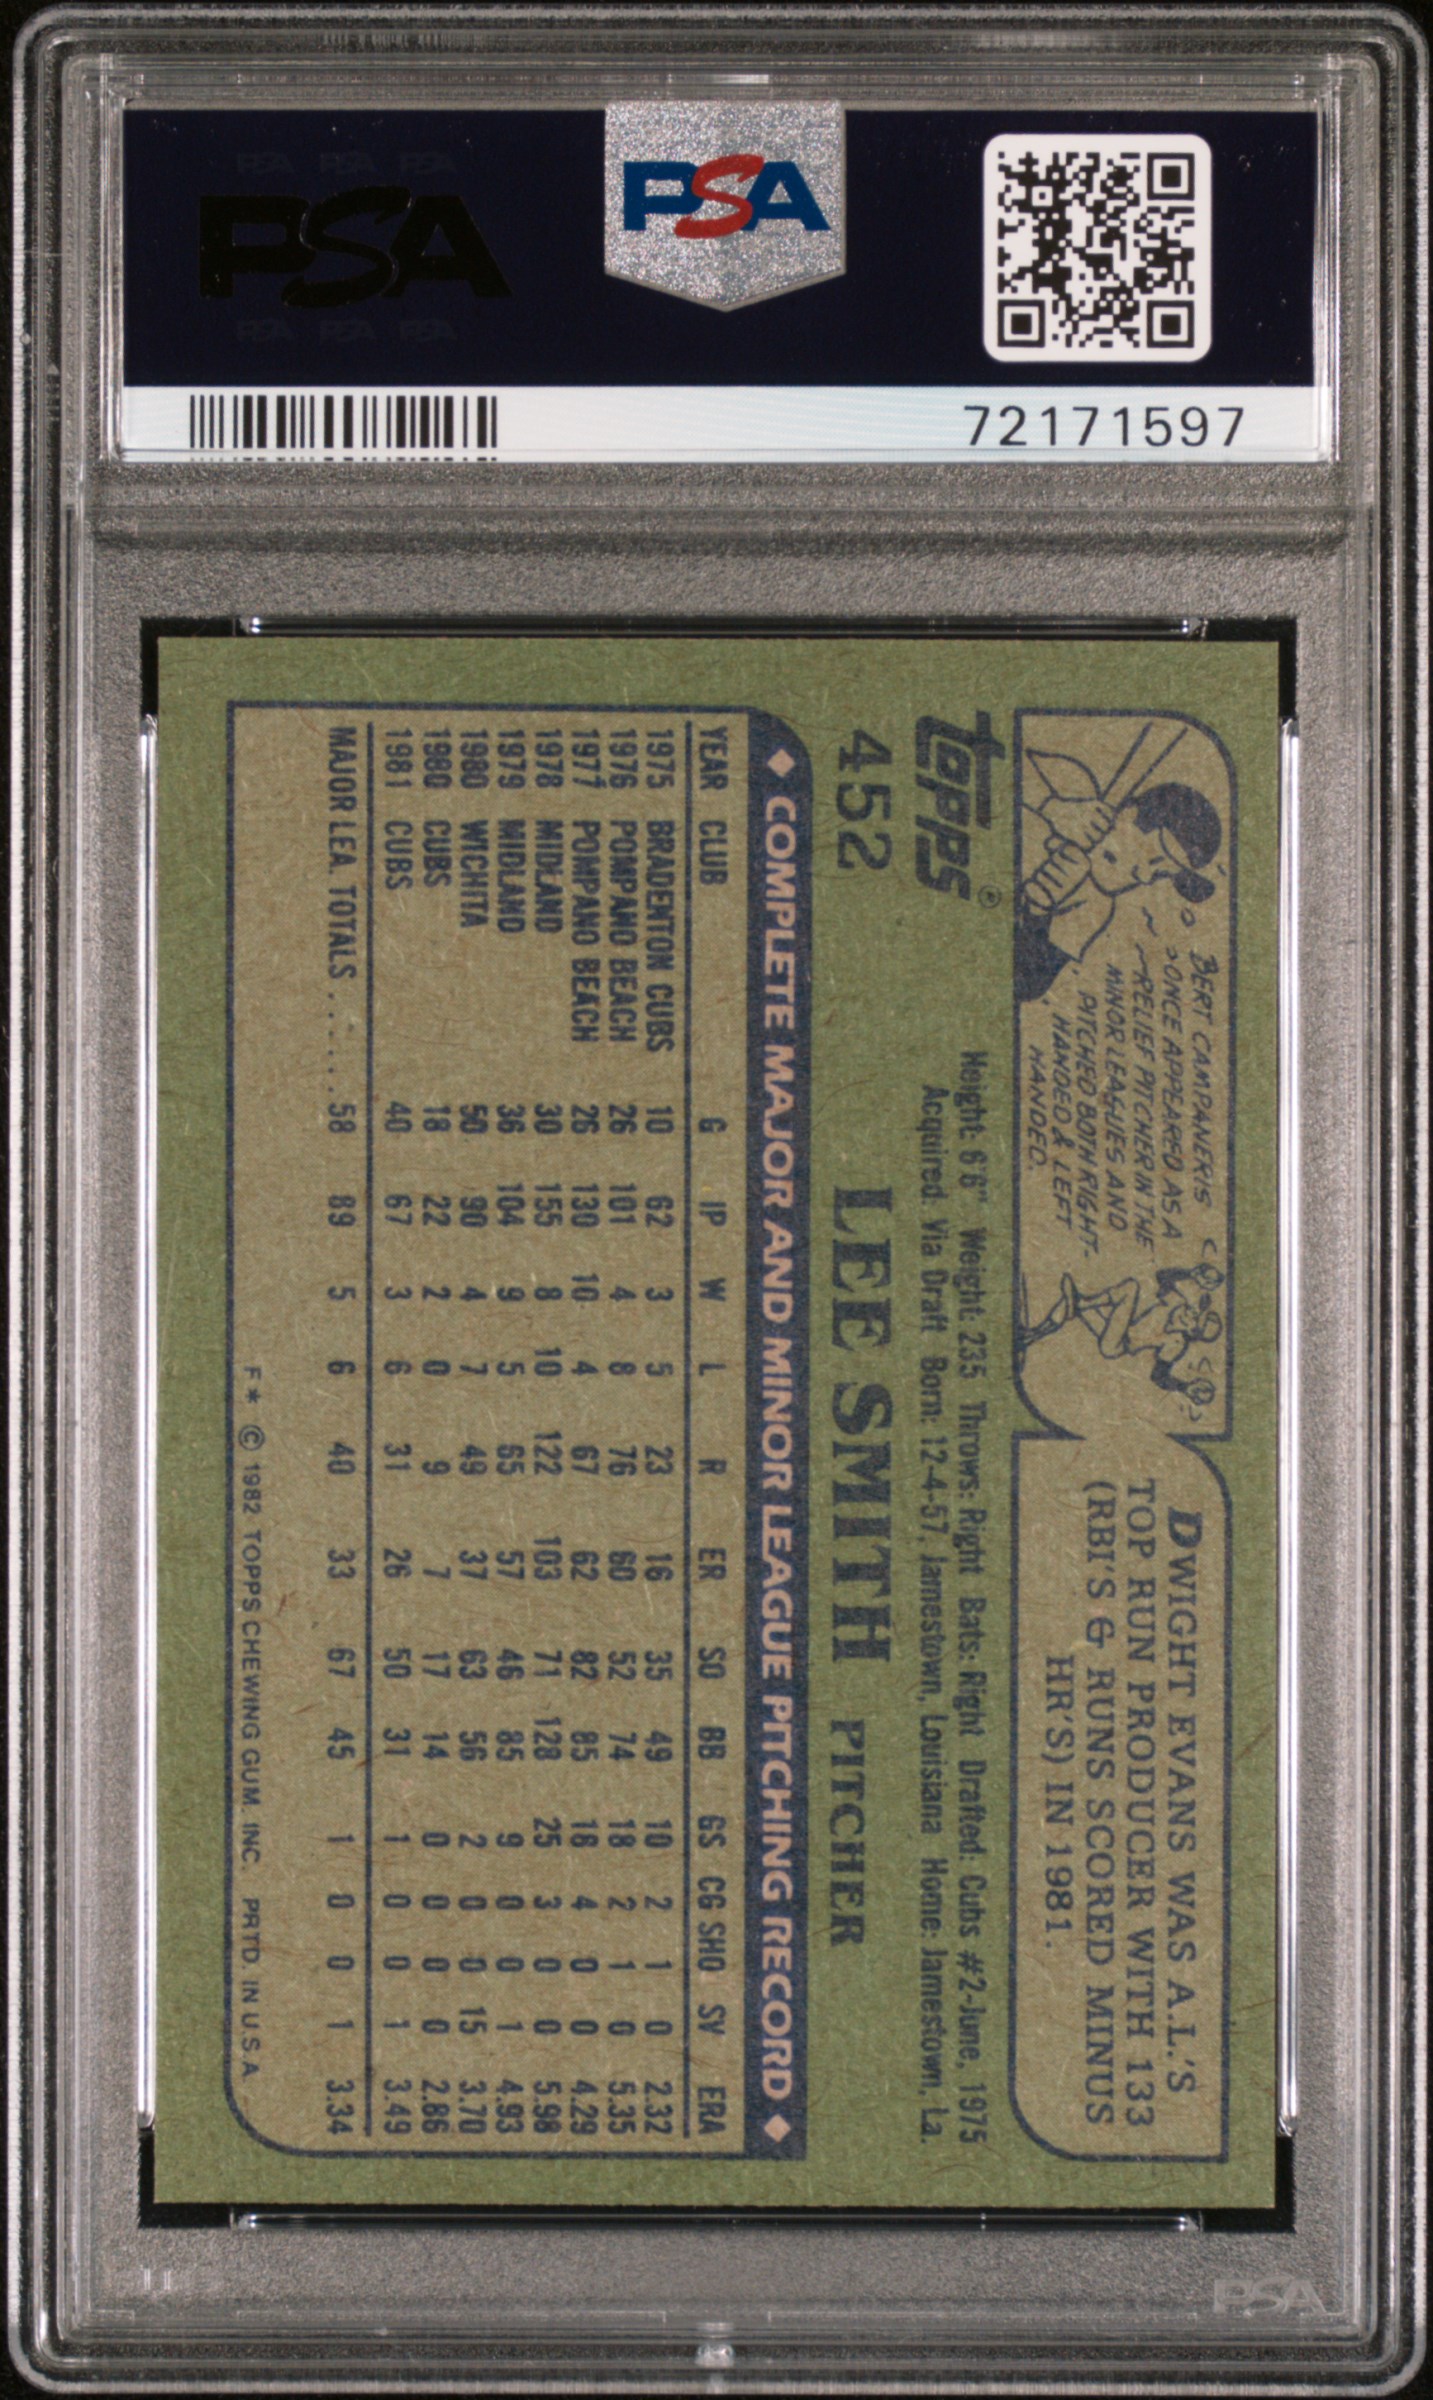 PSA PSA PSA
PSA
PSA PSA PSA
PSA
72171597
BERT CAMPANERIS
ONCE APPEARED AS A
RELIEF PITCHER IN THE
MINOR LEAGUES AND
PITCHED BOTH RIGHT-
HANDED & LEFT
HANDED.
DWIGHT EVANS WAS A.L.'S
TOP RUN PRODUCER WITH 133
(RBI'S & RUNS SCORED MINUS
HR'S) IN 1981.
TOPPS®
452
Height: 6'6" Weight: 235 Throws: Right Bats: Right Drafted: Cubs #2-June, 1975
Acquired: Via Draft Born: 12-4-57, Jamestown, Louisiana Home: Jamestown, La.
LEE SMITH PITCHER
COMPLETE MAJOR AND MINOR LEAGUE PITCHING RECORD
YEAR CLUB G IP W L R ER SO BB GS CG SHO SV ERA
1975 BRADENTON CUBS 10 62 3 5 23 16 35 49 10 2 1 0 2.32
1976 POMPANO BEACH 26 101 4 8 76 60 52 74 18 2 1 0 5.35
1977 POMPANO BEACH 26 130 10 4 67 62 82 85 18 4 0 0 4.29
1978 MIDLAND 30 155 8 10 122 103 71 128 25 3 0 0 5.98
1979 MIDLAND 36 104 9 5 65 57 46 85 9 0 0 1 4.93
1980 WICHITA 50 90 4 7 49 37 63 56 2 0 0 15 3.70
1980 CUBS 18 22 2 0 9 7 17 14 0 0 0 0 2.86
1981 CUBS 40 67 3 6 31 26 50 31 1 0 0 1 3.49
MAJOR LEA. TOTALS ...... 58 89 5 6 40 33 67 45 1 0 0 1 3.34
F* © 1982 TOPPS CHEWING GUM. INC. PRTD. IN U.S.A.
PSA